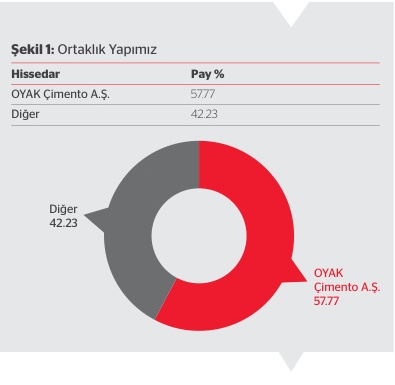 Şekil 1: Ortaklık Yapımız
Hissedar Pay %
OYAK Çimento A.Ş. 57.77
Diğer 42.23
Diğer
42.23
OYAK
Çimento A.Ş.
57.77